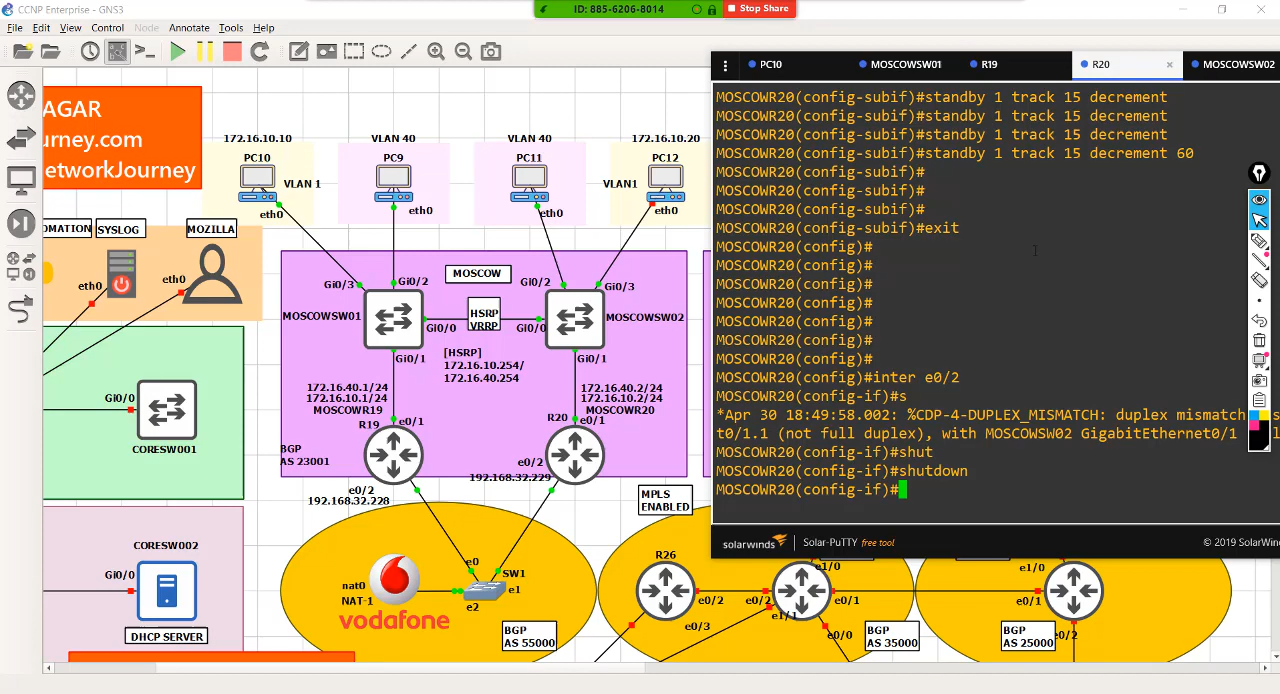 CCNP Enterprise - GNS3
ID: 885-6206-8014
Stop Share
File Edit View Control Node Annotate Tools Help
AGAR
urney.com
etworkJourney
172.16.10.10
VLAN 40
VLAN 40
172.16.10.20
PC10
PC9
PC11
PC12
VLAN 1
VLAN1
eth0
eth0
eth0
eth0
OMATION
SYSLOG
MOZILLA
eth0
eth0
MOSCOW
Gi0/3
Gi0/2
Gi0/2
Gi0/3
MOSCOWSW01
HSRP
VRRP
MOSCOWSW02
Gi0/0
Gi0/0
Gi0/1
[HSRP]
172.16.10.254/
172.16.40.254
Gi0/1
172.16.40.1/24
172.16.10.1/24
MOSCOWR19
172.16.40.2/24
172.16.10.2/24
MOSCOWR20
R19
e0/1
R20
e0/1
BGP
AS 23001
e0/2
192.168.32.228
e0/2
192.168.32.229
Gi0/0
CORESW001
CORESW002
Gi0/0
DHCP SERVER
MPLS
ENABLED
nat0
NAT-1
vodafone
e0
SW1
e1
e2
BGP
AS 55000
R26
e0/2
e0/3
e0/2
e1/0
e0/1
e1/1
e0/0
BGP
AS 35000
e1/0
e0/1
e0/2
BGP
AS 25000
PC10
MOSCOWSW01
R19
R20
×
MOSCOWSW02
MOSCOWR20(config-subif)#standby 1 track 15 decrement
MOSCOWR20(config-subif)#standby 1 track 15 decrement
MOSCOWR20(config-subif)#standby 1 track 15 decrement
MOSCOWR20(config-subif)#standby 1 track 15 decrement 60
MOSCOWR20(config-subif)#
MOSCOWR20(config-subif)#
MOSCOWR20(config-subif)#
MOSCOWR20(config-subif)#exit
MOSCOWR20(config)#
MOSCOWR20(config)#
MOSCOWR20(config)#
MOSCOWR20(config)#
MOSCOWR20(config)#
MOSCOWR20(config)#
MOSCOWR20(config)#
MOSCOWR20(config)#inter e0/2
MOSCOWR20(config-if)#s
*Apr 30 18:49:58.002: %CDP-4-DUPLEX_MISMATCH: duplex mismatch
t0/1.1 (not full duplex), with MOSCOWSW02 GigabitEthernet0/1
MOSCOWR20(config-if)#shut
MOSCOWR20(config-if)#shutdown
MOSCOWR20(config-if)#
solarwinds
Solar-PuTTY free tool
© 2019 SolarWin